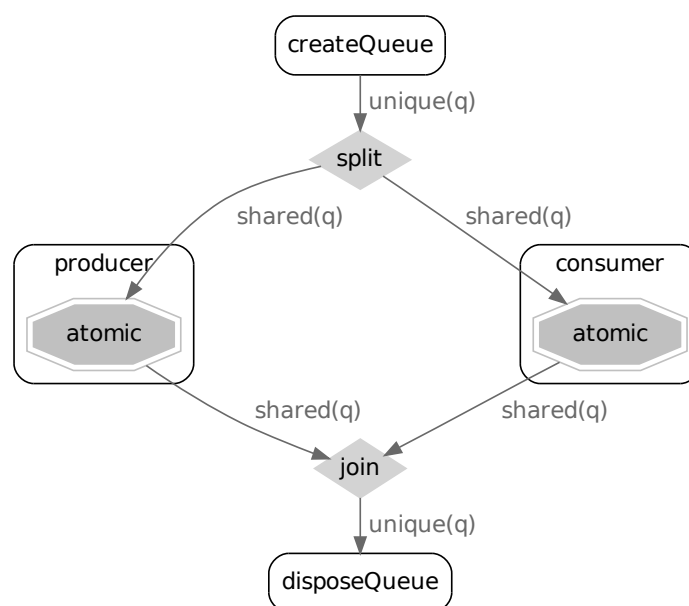 createQueue
unique(q)
split
shared(q)
shared(q)
producer
consumer
atomic
atomic
shared(q)
shared(q)
join
unique(q)
disposeQueue